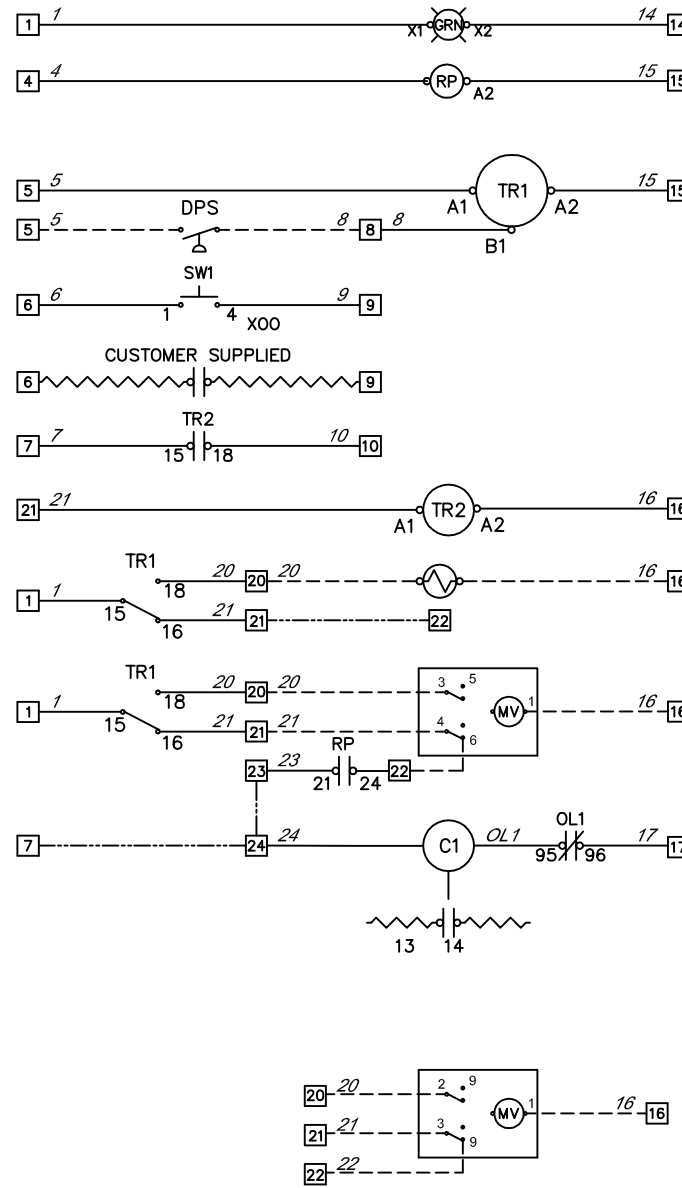 1 1 X1 GRN X2 14 14
4 4 RP A2 15 15
5 5 A1 TR1 A2 15 15
DPS
5 5 8 8 8 B1
SW1
6 6 1 4 9 9
X00
CUSTOMER SUPPLIED
6 9
TR2
7 7 15 18 10 10
21 21 A1 TR2 A2 16 16
TR1
18 20 20 20 16 16
1 1 15
16 21 21 22
TR1
18 20 20 20 3 5
1 1 15 MV 1 16 16
16 21 21 21 4 6
RP
23 23 21 24 22
OL1
7 24 24 C1 OL1 95 96 17 17
13 14
20 20 2 9
MV 1 16 16
21 21 3 9
22 22